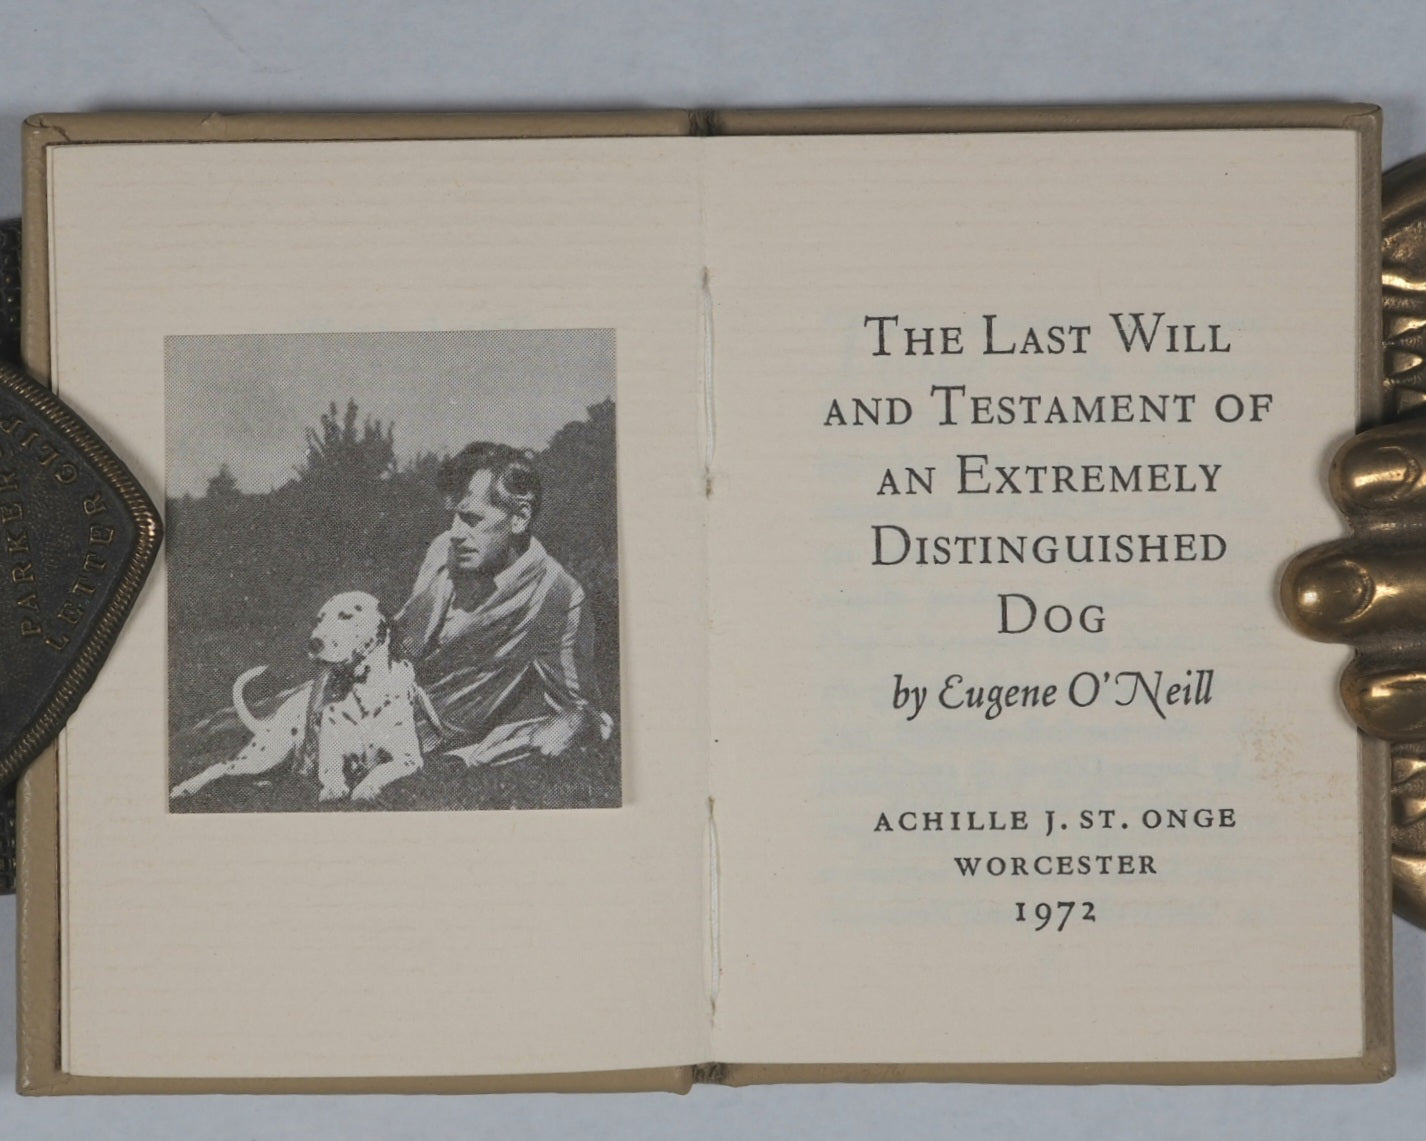 PARKER'S
LETTER CLIP
THE LAST WILL
AND TESTAMENT OF
AN EXTREMELY
DISTINGUISHED
DOG
by Eugene O'Neill
ACHILLE J. ST. ONGE
WORCESTER
1972